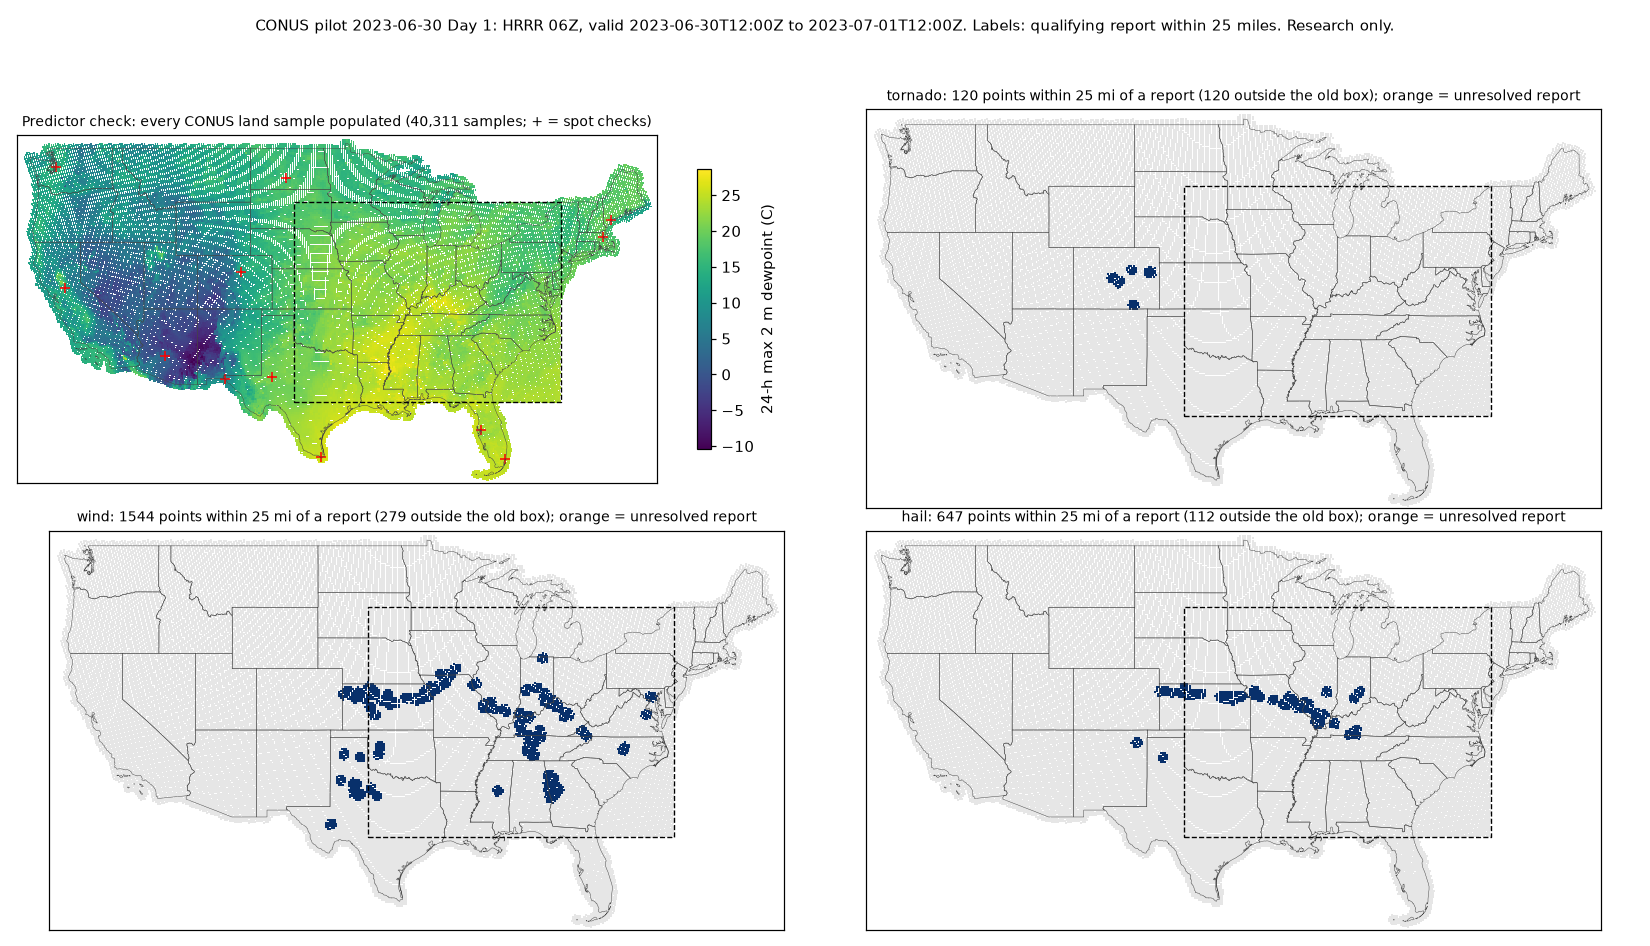 CONUS pilot 2023-06-30 Day 1: HRRR 06Z, valid 2023-06-30T12:00Z to 2023-07-01T12:00Z. Labels: qualifying report within 25 miles. Research only.
Predictor check: every CONUS land sample populated (40,311 samples; + = spot checks)
25
20
15
10
5
0
−5
−10
24-h max 2 m dewpoint (C)
tornado: 120 points within 25 mi of a report (120 outside the old box); orange = unresolved report
wind: 1544 points within 25 mi of a report (279 outside the old box); orange = unresolved report
hail: 647 points within 25 mi of a report (112 outside the old box); orange = unresolved report